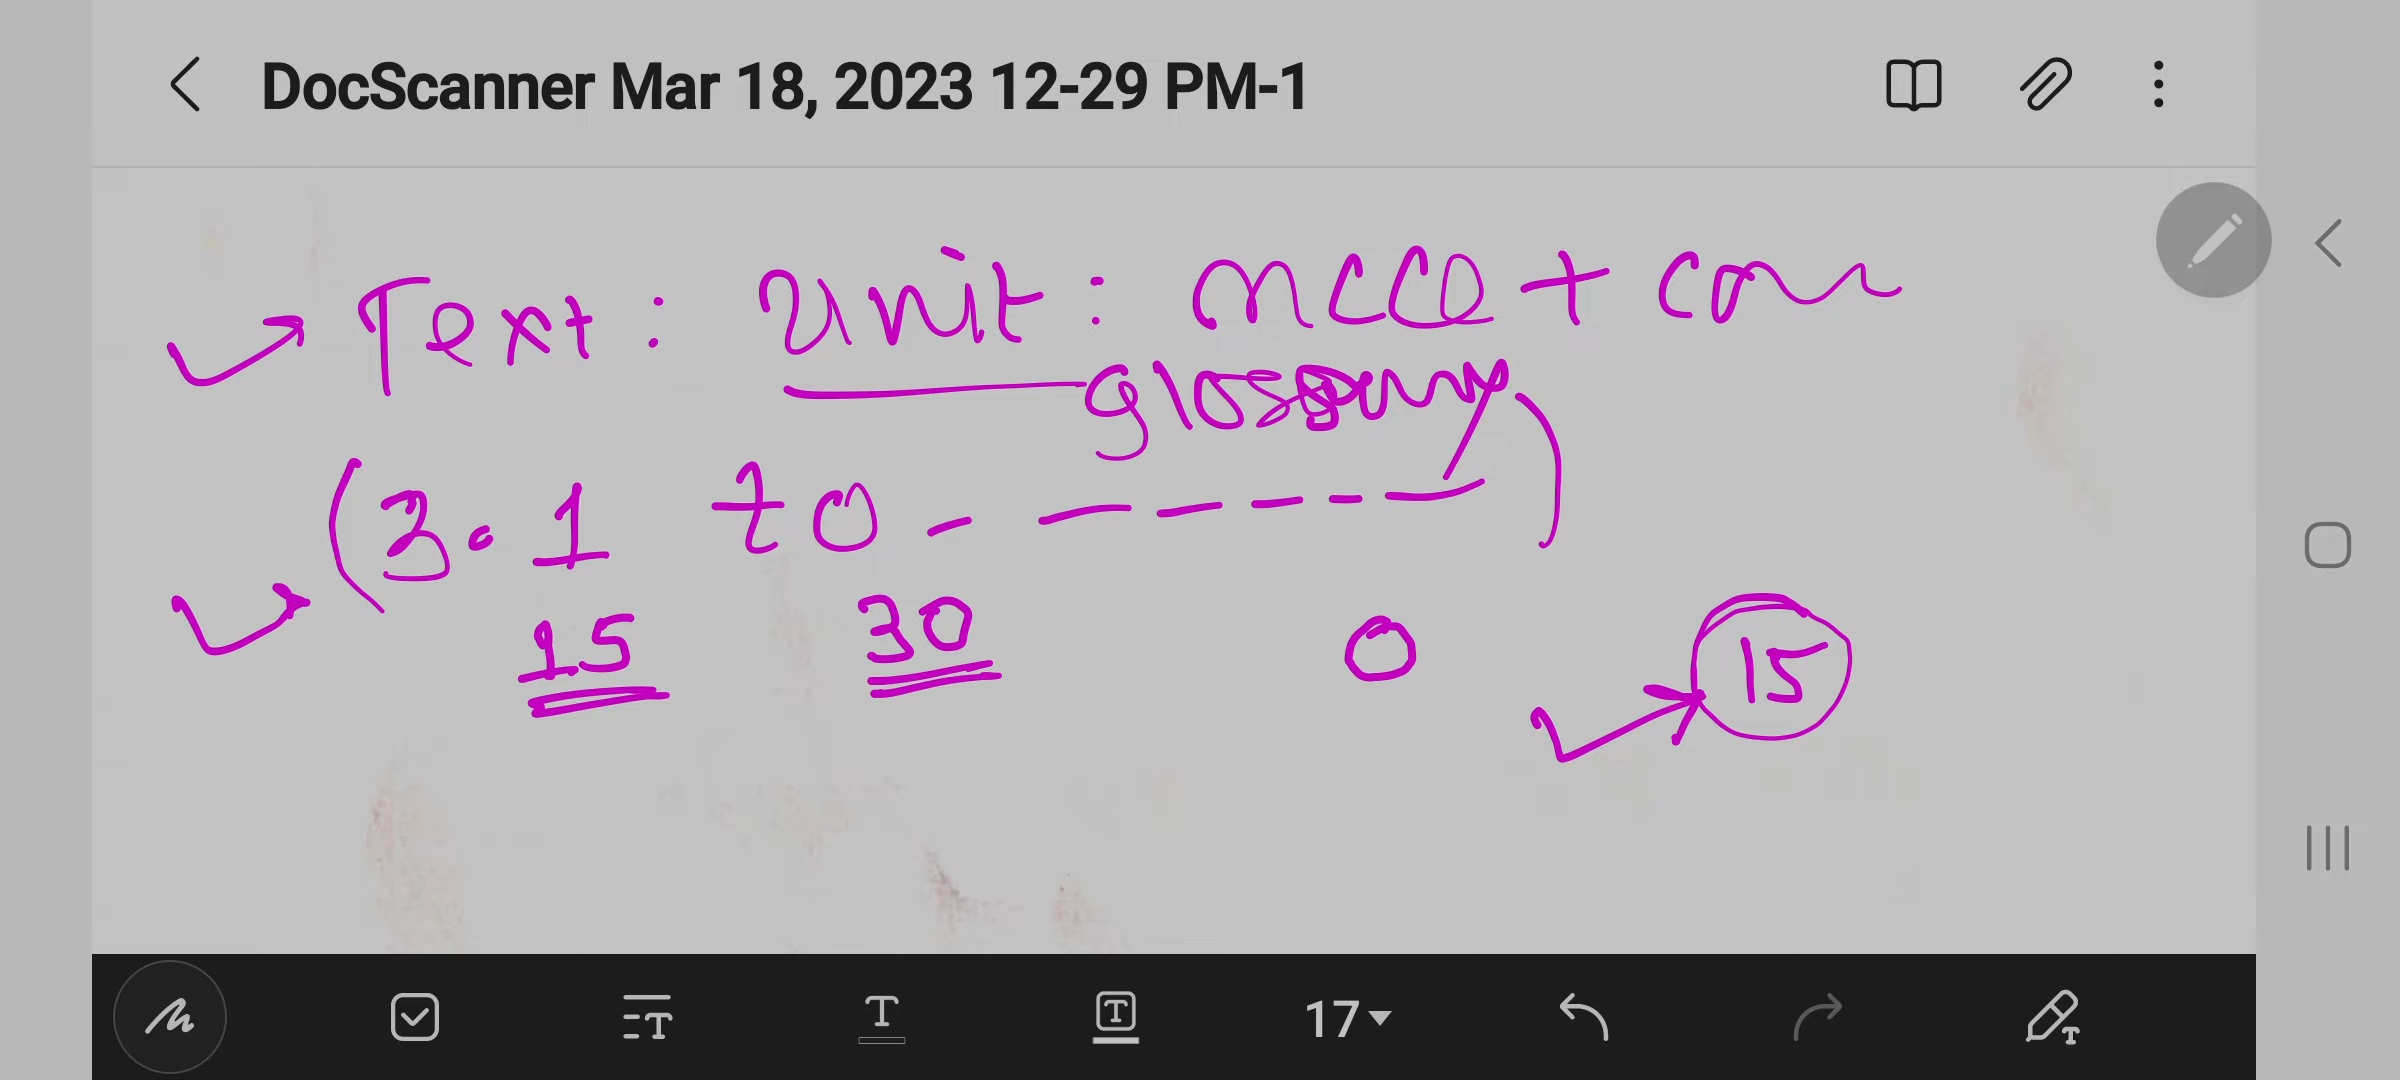 DocScanner Mar 18, 2023 12-29 PM-1
Text: Unit: MCQ +
glossary
(3.1 to - - - - - -)
15 30 0 15
17